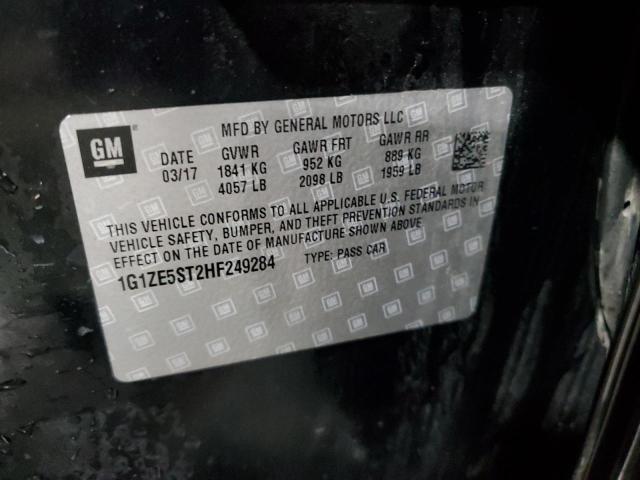 GM
MFD BY GENERAL MOTORS LLC
DATE GVWR GAWR FRT GAWR RR
03/17 1841 KG 952 KG 889 KG
4057 LB 2098 LB 1959 LB
THIS VEHICLE CONFORMS TO ALL APPLICABLE U.S. FEDERAL MOTOR
VEHICLE SAFETY, BUMPER, AND THEFT PREVENTION STANDARDS IN
EFFECT ON THE DATE OF MANUFACTURE SHOWN ABOVE
1G1ZE5ST2HF249284 TYPE: PASS CAR